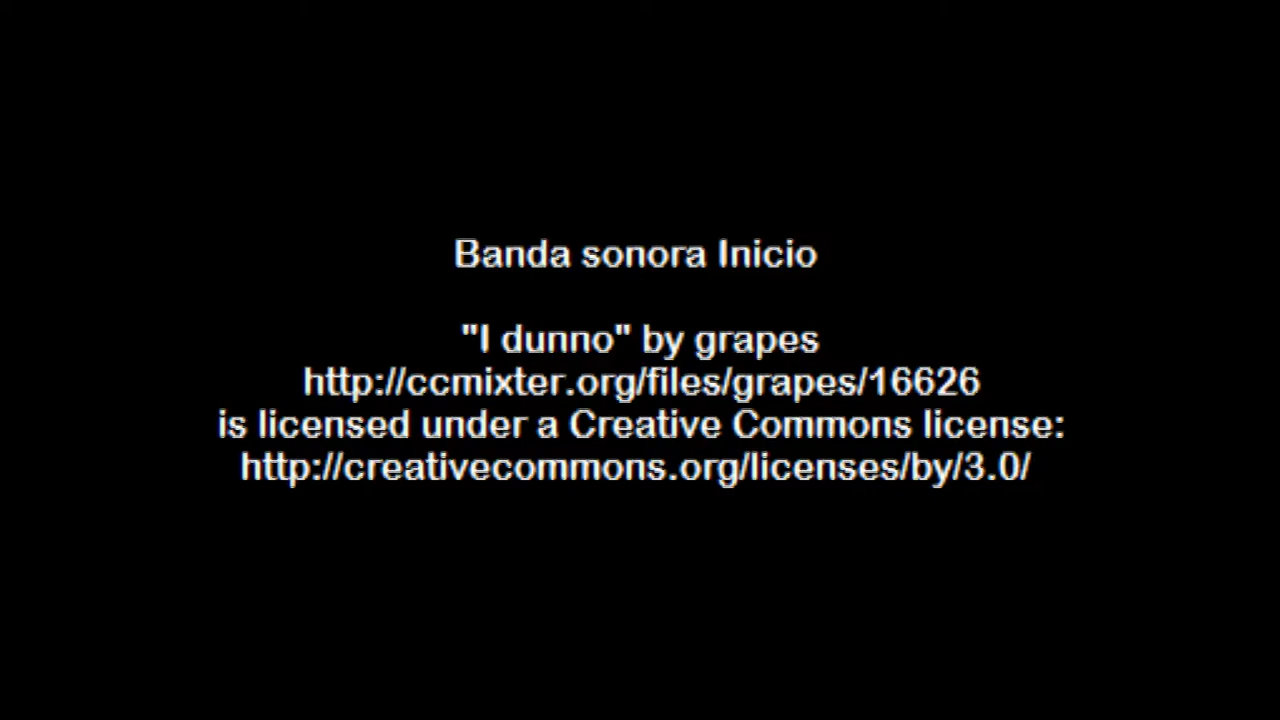 Banda sonora Inicio
"I dunno" by grapes
http://ccmixter.org/files/grapes/16626
is licensed under a Creative Commons license:
http://creativecommons.org/licenses/by/3.0/